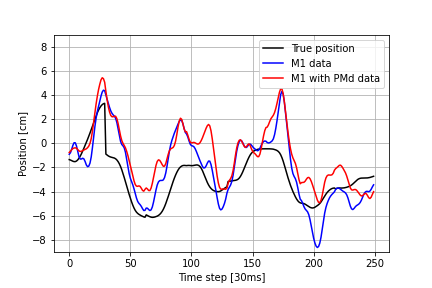 True position
M1 data
M1 with PMd data
Position [cm]
8
6
4
2
0
−2
−4
−6
−8
0 50 100 150 200 250
Time step [30ms]